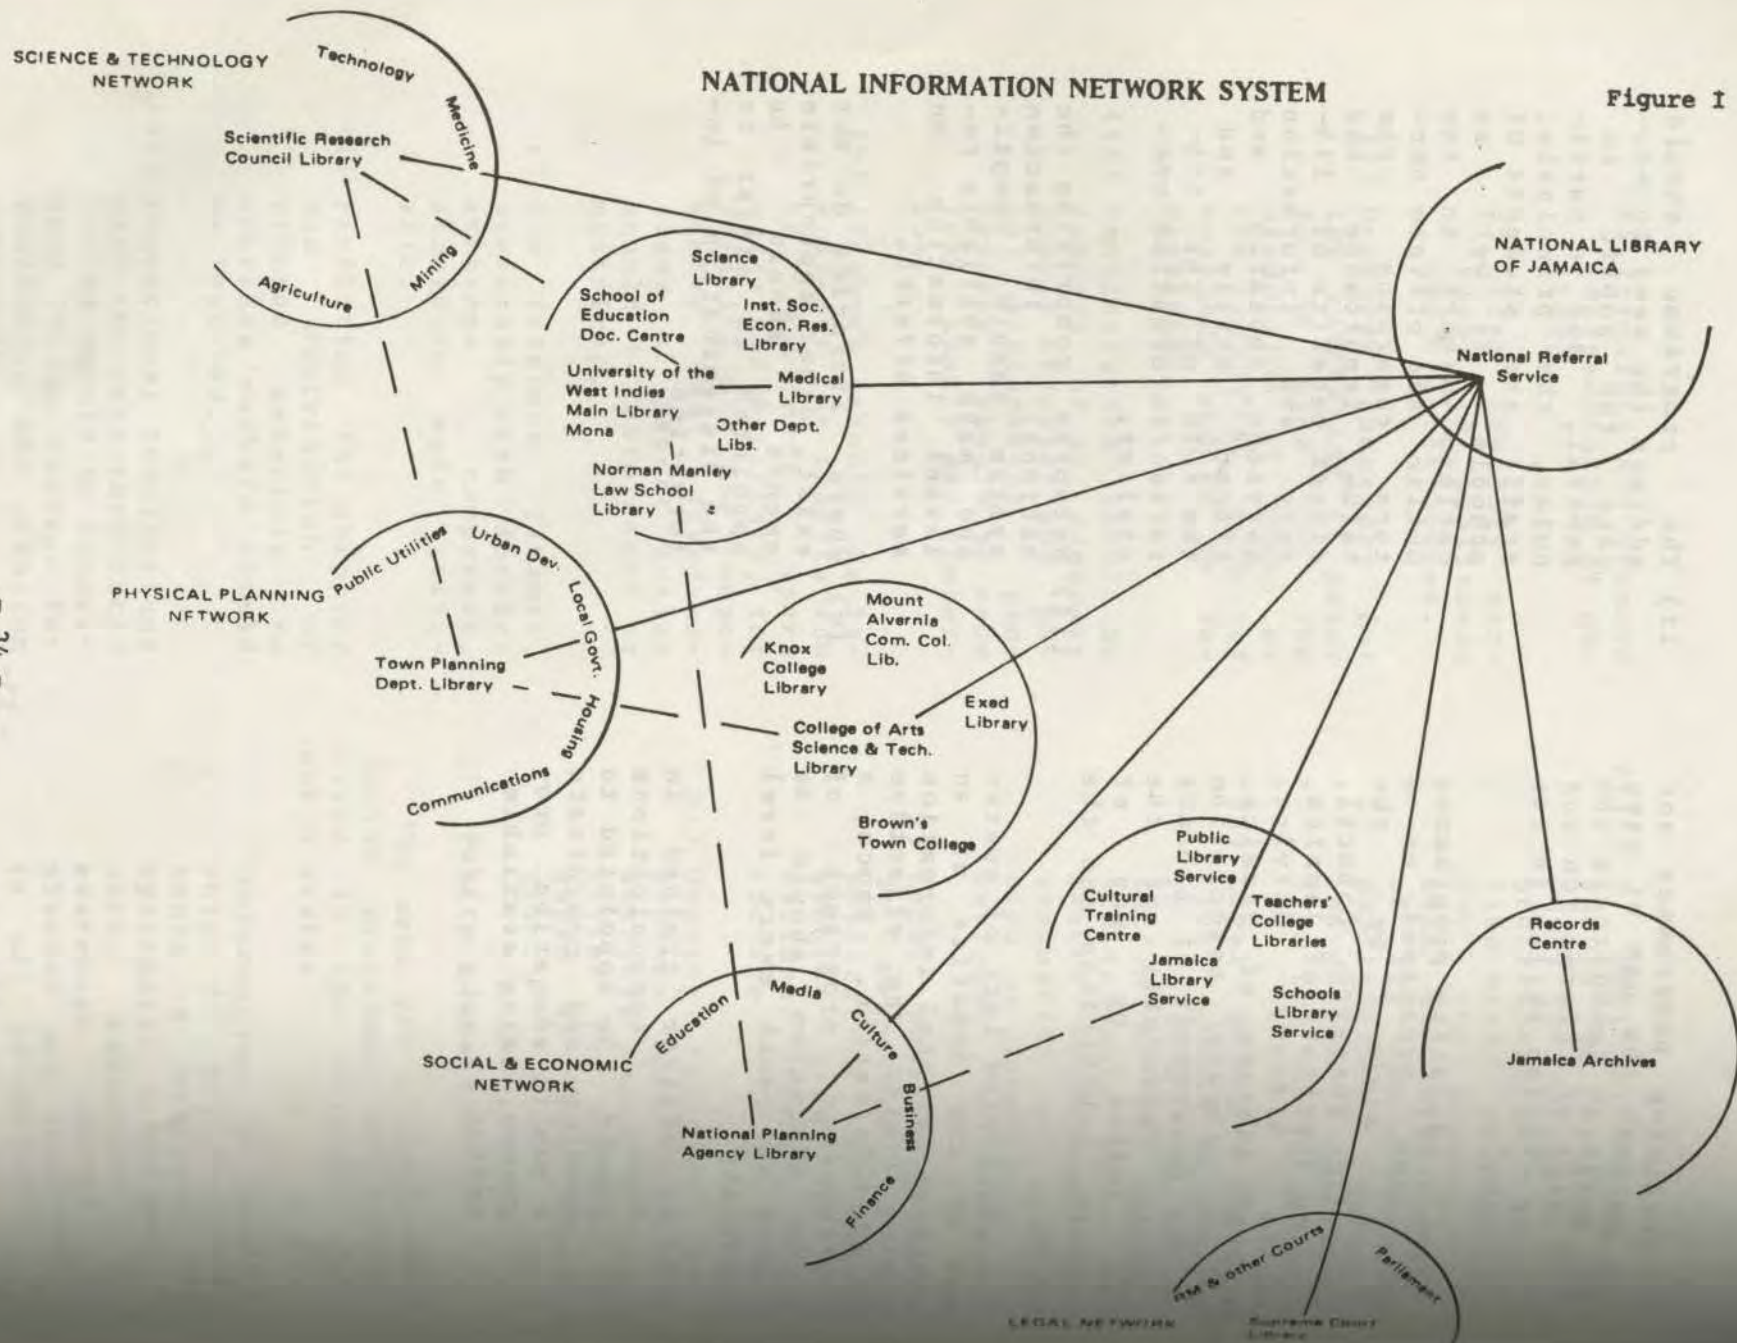 NATIONAL INFORMATION NETWORK SYSTEM
Figure I
SCIENCE & TECHNOLOGY
NETWORK
Technology
Medicine
Scientific Research
Council Library
Mining
Agriculture
Science
Library
School of
Education
Doc. Centre
Inst. Soc.
Econ. Res.
Library
University of the
West Indies
Main Library
Mona
Medical
Library
Other Dept.
Libs.
Norman Manley
Law School
Library
NATIONAL LIBRARY
OF JAMAICA
National Referral
Service
PHYSICAL PLANNING
NETWORK
Public Utilities
Urban Dev.
Local Govt.
Housing
Communications
Town Planning
Dept. Library
Mount
Alvernia
Com. Col.
Lib.
Knox
College
Library
Exed
Library
College of Arts
Science & Tech.
Library
Brown's
Town College
Public
Library
Service
Cultural
Training
Centre
Teachers'
College
Libraries
Jamaica
Library
Service
Schools
Library
Service
Records
Centre
Jamaica Archives
SOCIAL & ECONOMIC
NETWORK
Education
Media
Culture
Business
Finance
National Planning
Agency Library
RM & other Courts
Parliament
LEGAL NETWORK
Supreme Court
Library